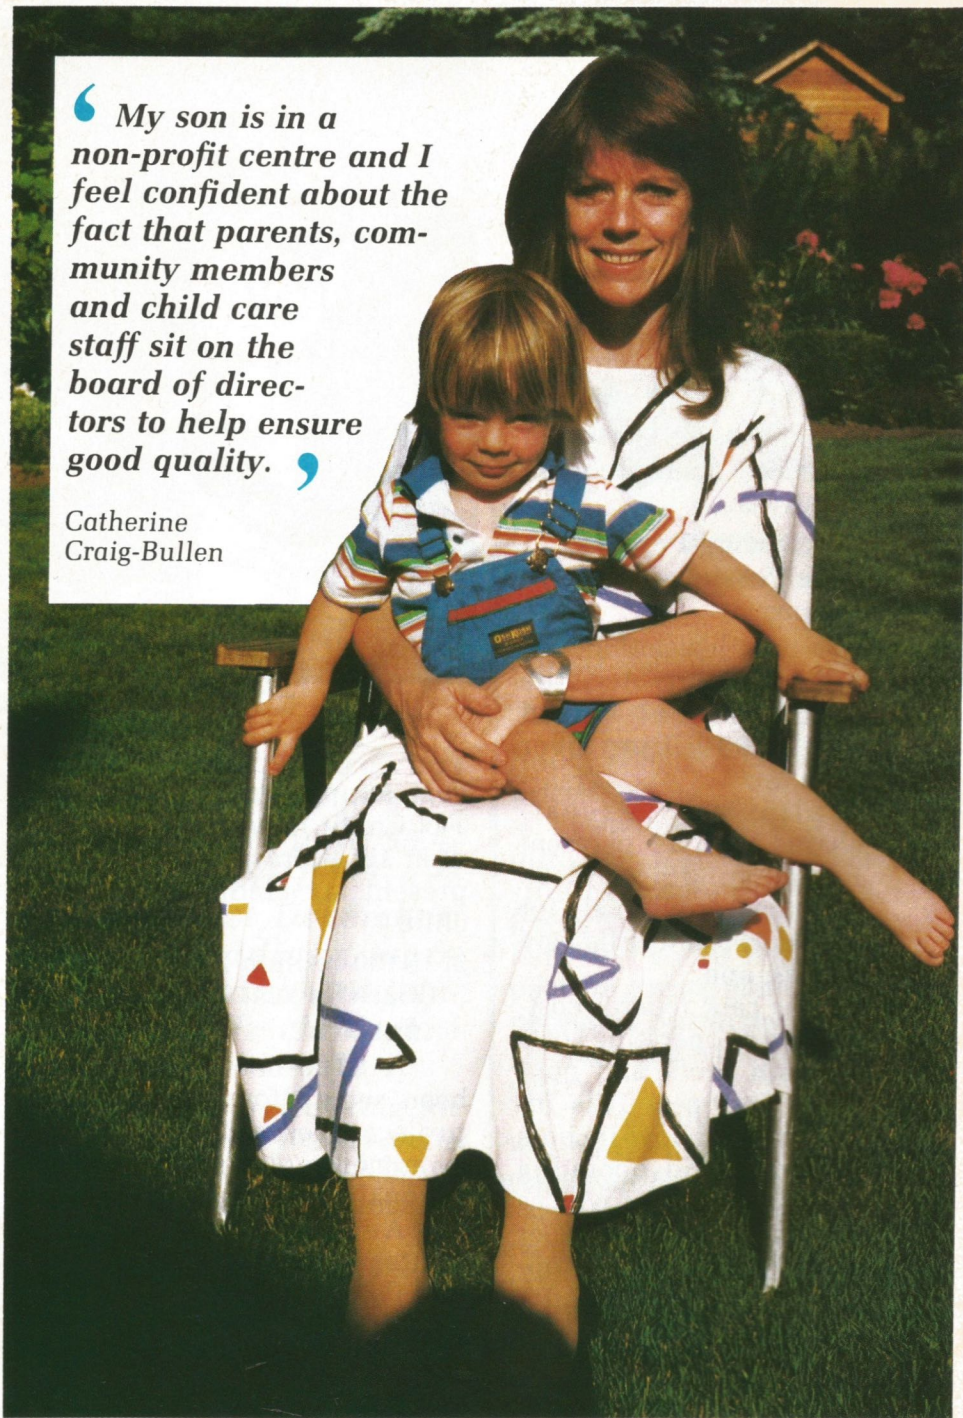 ‘ My son is in a
non-profit centre and I
feel confident about the
fact that parents, com-
munity members
and child care
staff sit on the
board of direc-
tors to help ensure
good quality. ’
Catherine
Craig-Bullen
OshKosh